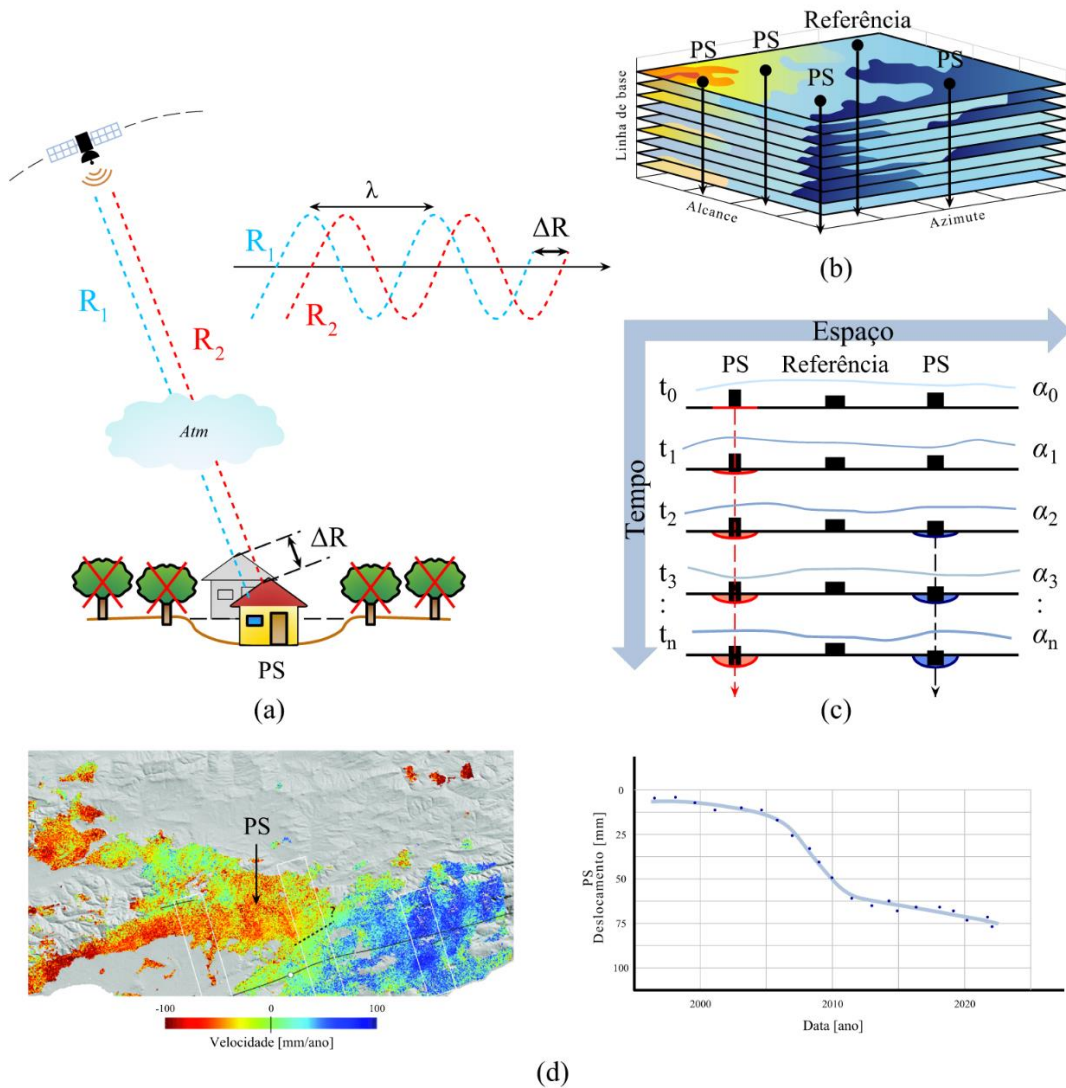 λ
ΔR
R1
R2
R1
R2
Atm
ΔR
PS
(a)
Referência
PS
PS
PS
PS
Linha de base
Alcance
Azimute
(b)
Espaço
Tempo
PS Referência PS
t0 α0
t1 α1
t2 α2
t3 α3
: :
tn αn
(c)
PS
?
-100 0 100
Velocidade [mm/ano]
PS
Deslocamento [mm]
0
25
50
75
100
2000 2010 2020
Data [ano]
(d)